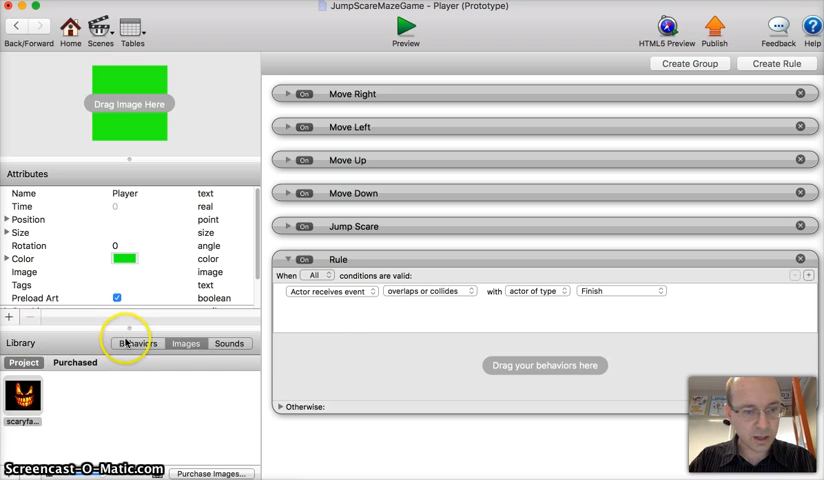 JumpScareMazeGame - Player (Prototype)
Back/Forward Home Scenes Tables Preview HTML5 Preview Publish Feedback Help
Create Group Create Rule
Drag Image Here
Attributes
Name Player text
Time 0 real
Position point
Size size
Rotation 0 angle
Color color
Image image
Tags text
Preload Art boolean
Library Behaviors Images Sounds
Project Purchased
scaryfa...
Purchase Images...
On Move Right
On Move Left
On Move Up
On Move Down
On Jump Scare
On Rule
When All conditions are valid:
Actor receives event overlaps or collides with actor of type Finish
Drag your behaviors here
Otherwise:
Screencast-O-Matic.com